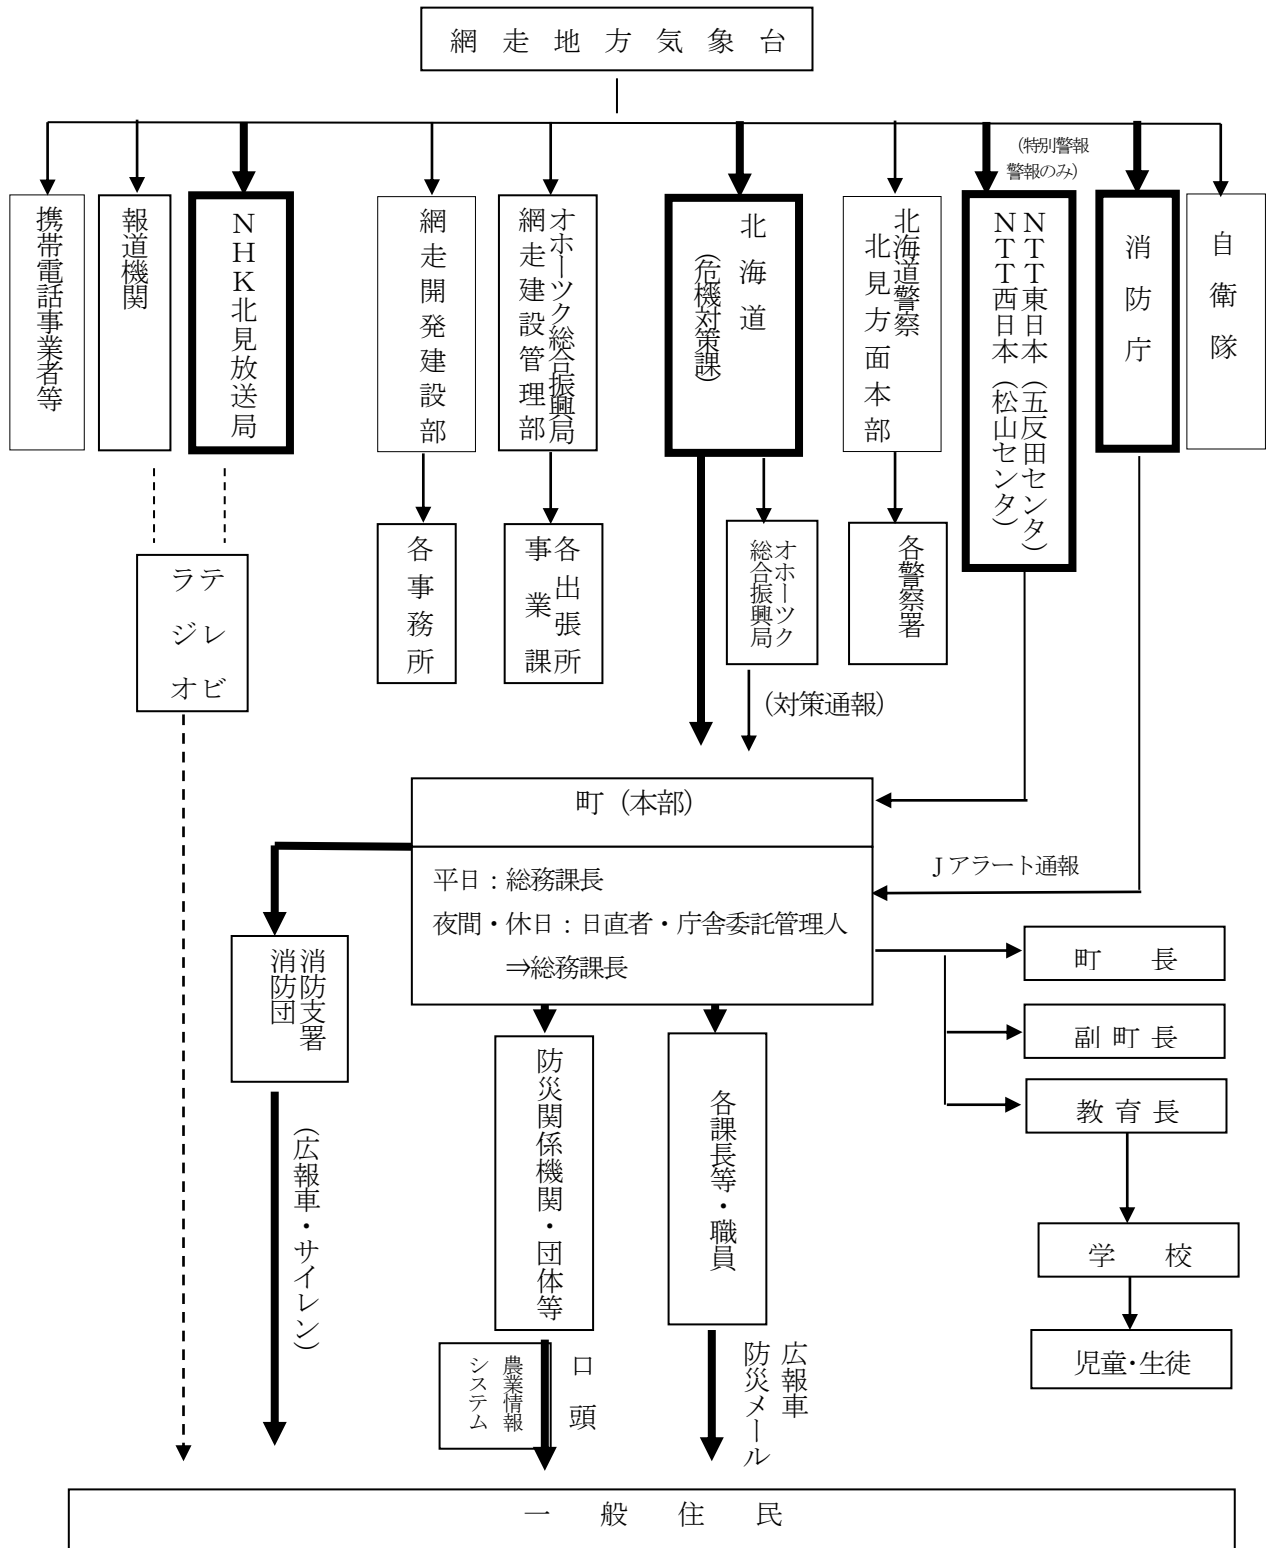 網走地方気象台
(特別警報
警報のみ)
携帯電話事業者等
報道機関
NHK北見放送局
網走開発建設部
オホーツク総合振興局
網走建設管理部
北海道
(危機対策課)
北海道警察
北見方面本部
NTT東日本(五反田センタ)
NTT西日本(松山センタ)
消防庁
自衛隊
テレビ
ラジオ
各事務所
各出張所
事業課
オホーツク
総合振興局
各警察署
(対策通報)
町(本部)
平日:総務課長
夜間・休日:日直者・庁舎委託管理人
⇒総務課長
Jアラート通報
消防支署
消防団
町長
副町長
教育長
学校
児童・生徒
防災関係機関・団体等
各課長等・職員
(広報車・サイレン)
農業情報
システム
口頭
広報車
防災メール
一般住民